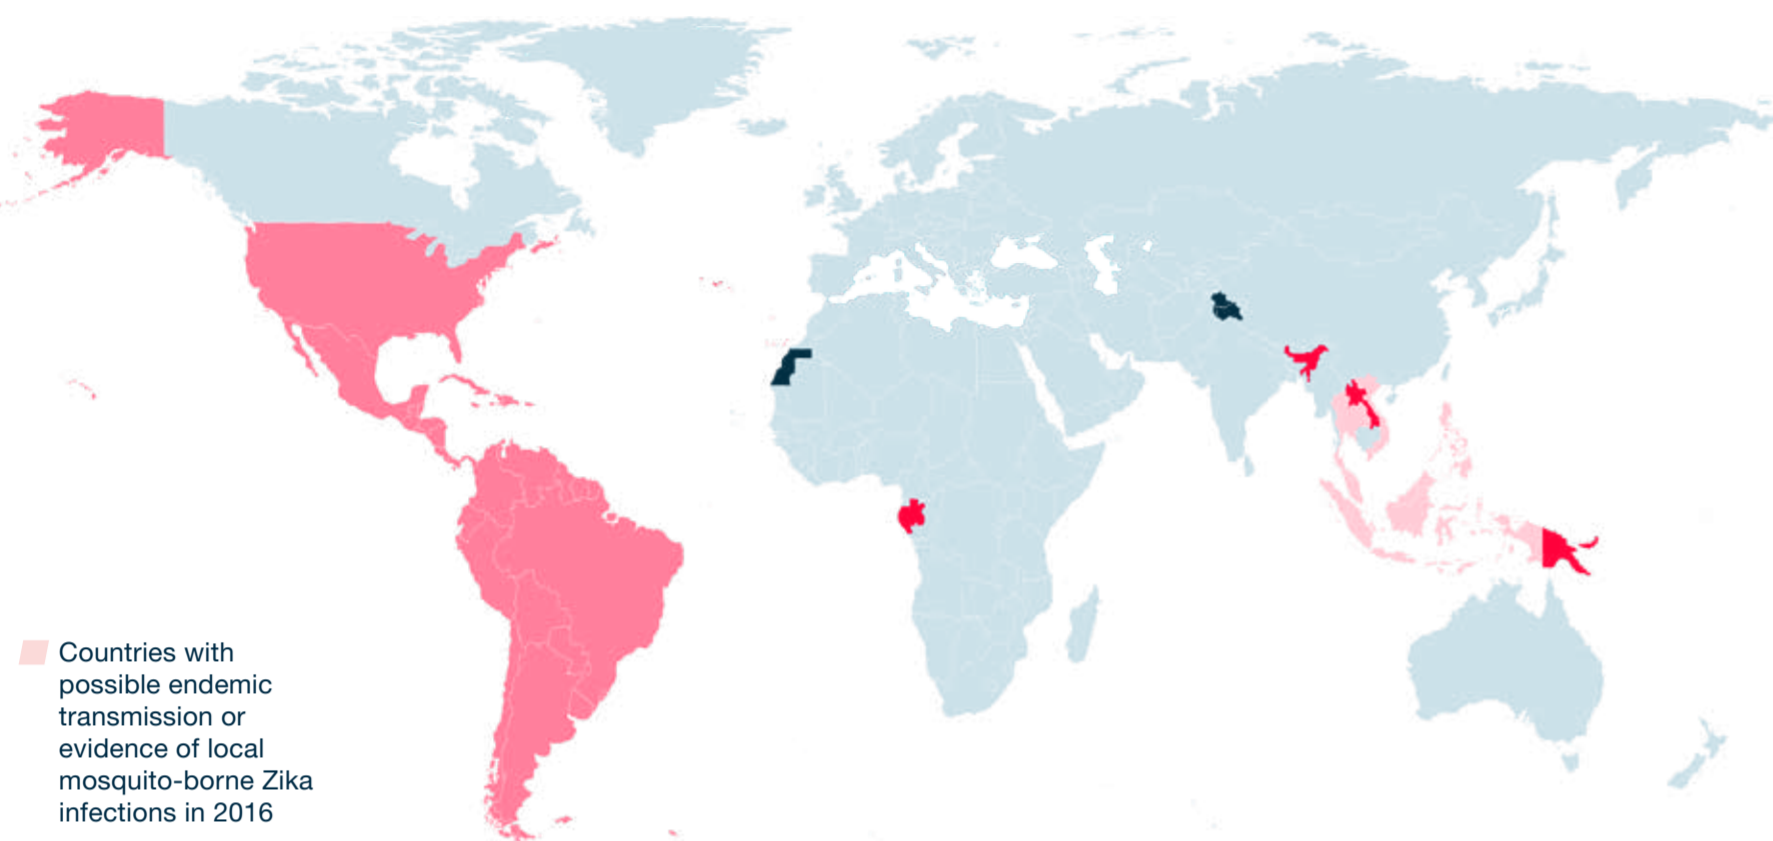 Countries with
possible endemic
transmission or
evidence of local
mosquito-borne Zika
infections in 2016